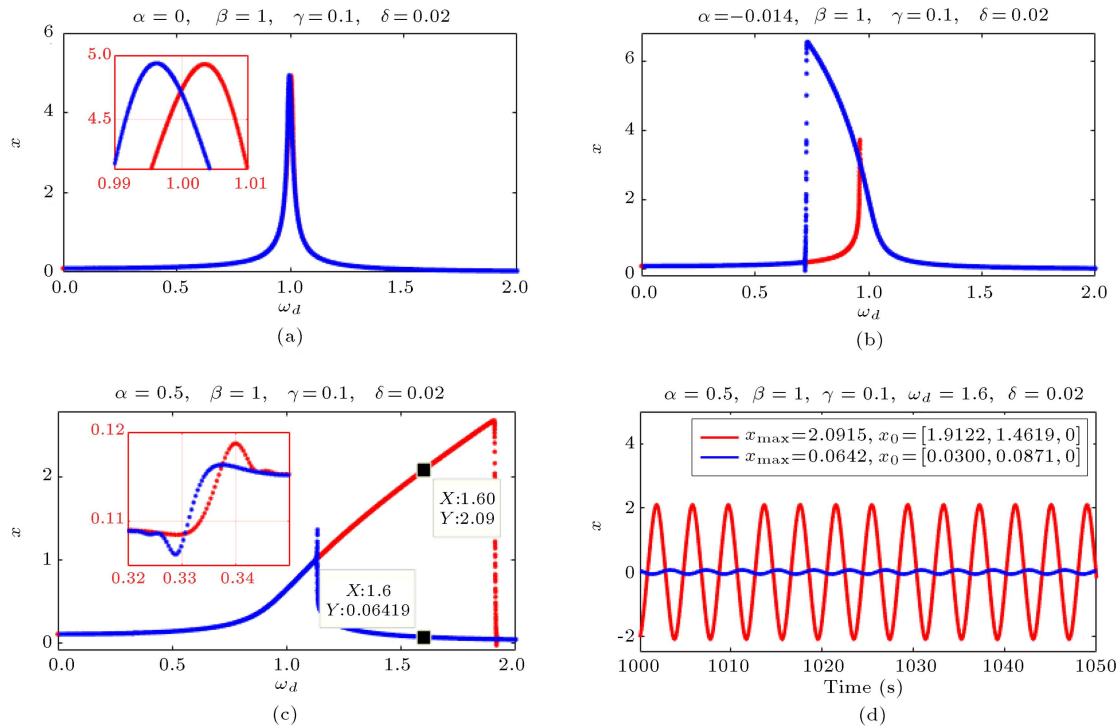 α = 0, β = 1, γ = 0.1, δ = 0.02
5.0
4.5
0.99 1.00 1.01
6
4
2
0
x
0.0 0.5 1.0 1.5 2.0
ω_d
(a)
α=−0.014, β = 1, γ = 0.1, δ = 0.02
6
4
2
0
x
0.0 0.5 1.0 1.5 2.0
ω_d
(b)
α = 0.5, β = 1, γ = 0.1, δ = 0.02
0.12
0.11
0.32 0.33 0.34
X:1.60
Y:2.09
X:1.6
Y:0.06419
3
2
1
0
x
0.0 0.5 1.0 1.5 2.0
ω_d
(c)
α = 0.5, β = 1, γ = 0.1, ω_d = 1.6, δ = 0.02
x_max=2.0915, x_0=[1.9122, 1.4619, 0]
x_max=0.0642, x_0=[0.0300, 0.0871, 0]
4
2
0
-2
x
1000 1010 1020 1030 1040 1050
Time (s)
(d)